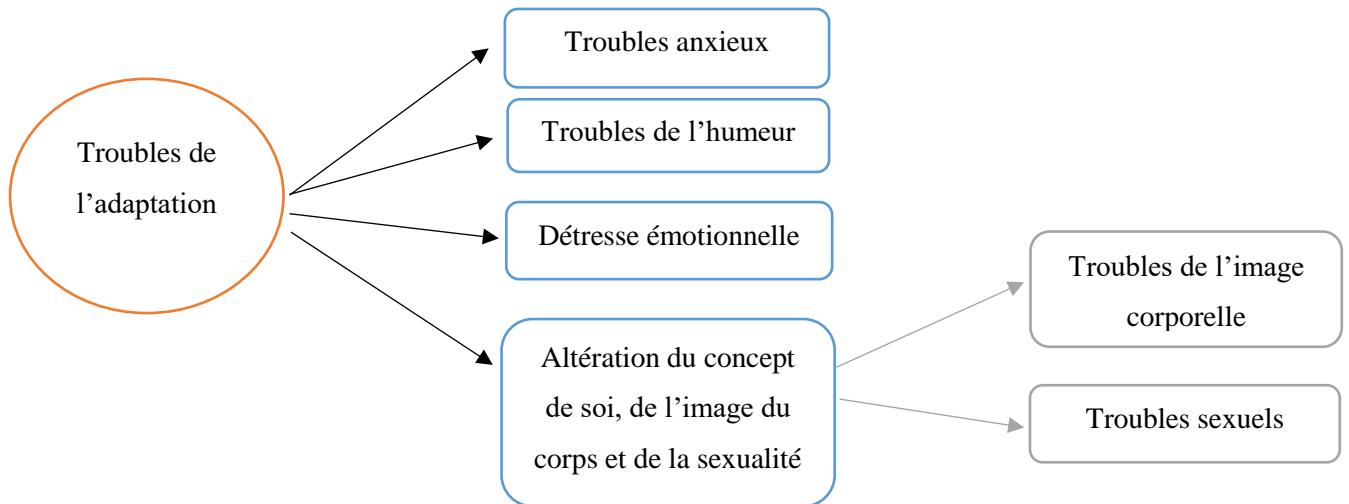 Troubles de
l’adaptation
Troubles anxieux
Troubles de l’humeur
Détresse émotionnelle
Altération du concept
de soi, de l’image du
corps et de la sexualité
Troubles de l’image
corporelle
Troubles sexuels